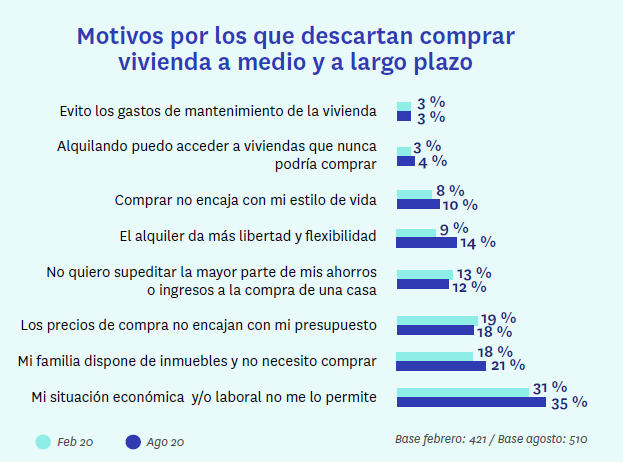 Motivos por los que descartan comprar
vivienda a medio y a largo plazo
Evito los gastos de mantenimiento de la vivienda
3 %
3 %
Alquilando puedo acceder a viviendas que nunca
podría comprar
3 %
4 %
Comprar no encaja con mi estilo de vida
8 %
10 %
El alquiler da más libertad y flexibilidad
9 %
14 %
No quiero supeditar la mayor parte de mis ahorros
o ingresos a la compra de una casa
13 %
12 %
Los precios de compra no encajan con mi presupuesto
19 %
18 %
Mi familia dispone de inmuebles y no necesito comprar
18 %
21 %
Mi situación económica y/o laboral no me lo permite
31 %
35 %
Feb 20
Ago 20
Base febrero: 421 / Base agosto: 510